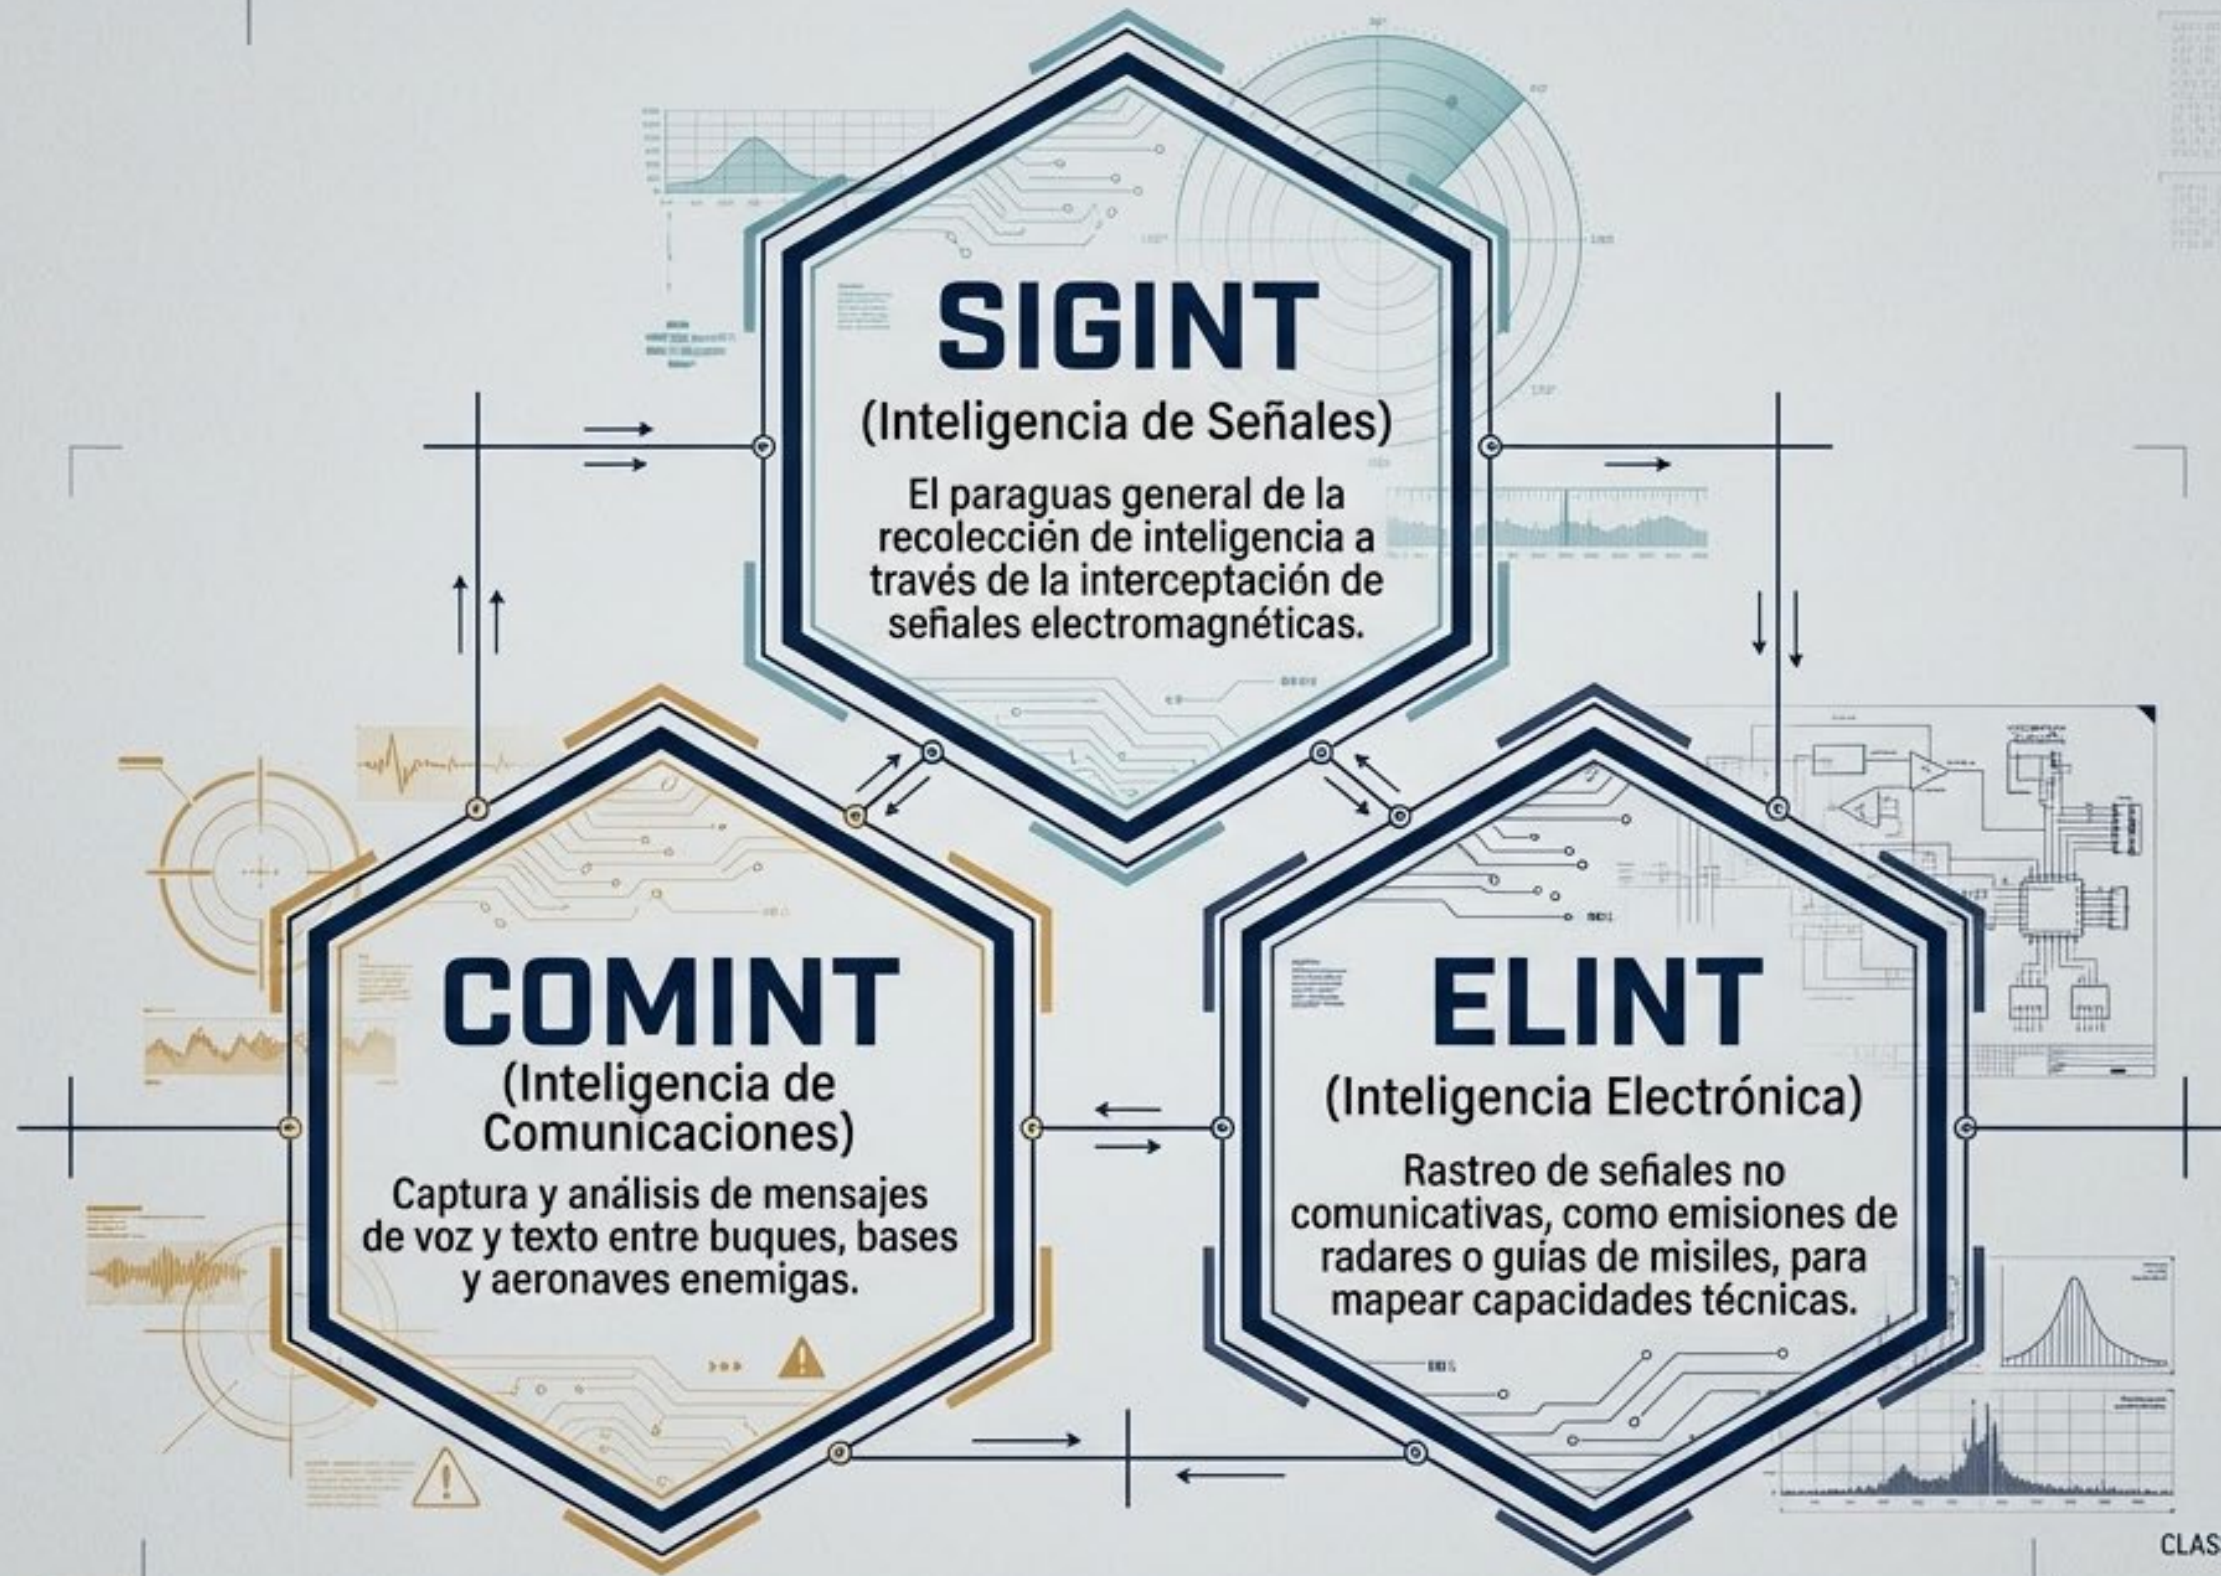 SIGINT
(Inteligencia de Señales)
El paraguas general de la
recolección de inteligencia a
través de la interceptación de
señales electromagnéticas.
COMINT
(Inteligencia de
Comunicaciones)
Captura y análisis de mensajes
de voz y texto entre buques, bases
y aeronaves enemigas.
ELINT
(Inteligencia Electrónica)
Rastreo de señales no
comunicativas, como emisiones de
radares o guías de misiles, para
mapear capacidades técnicas.
CLAS